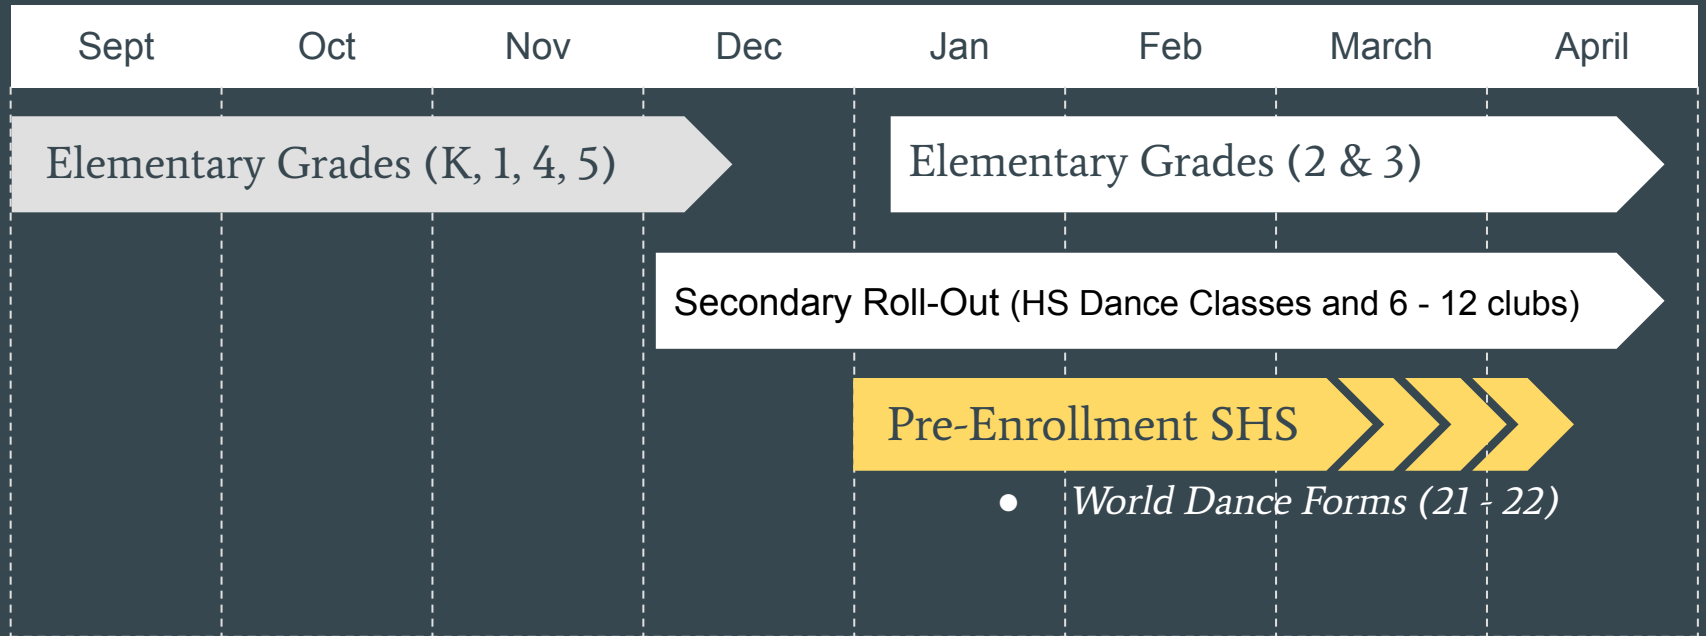 Sept Oct Nov Dec Jan Feb March April
Elementary Grades (K, 1, 4, 5)
Elementary Grades (2 & 3)
Secondary Roll-Out (HS Dance Classes and 6 - 12 clubs)
Pre-Enrollment SHS
● World Dance Forms (21 - 22)